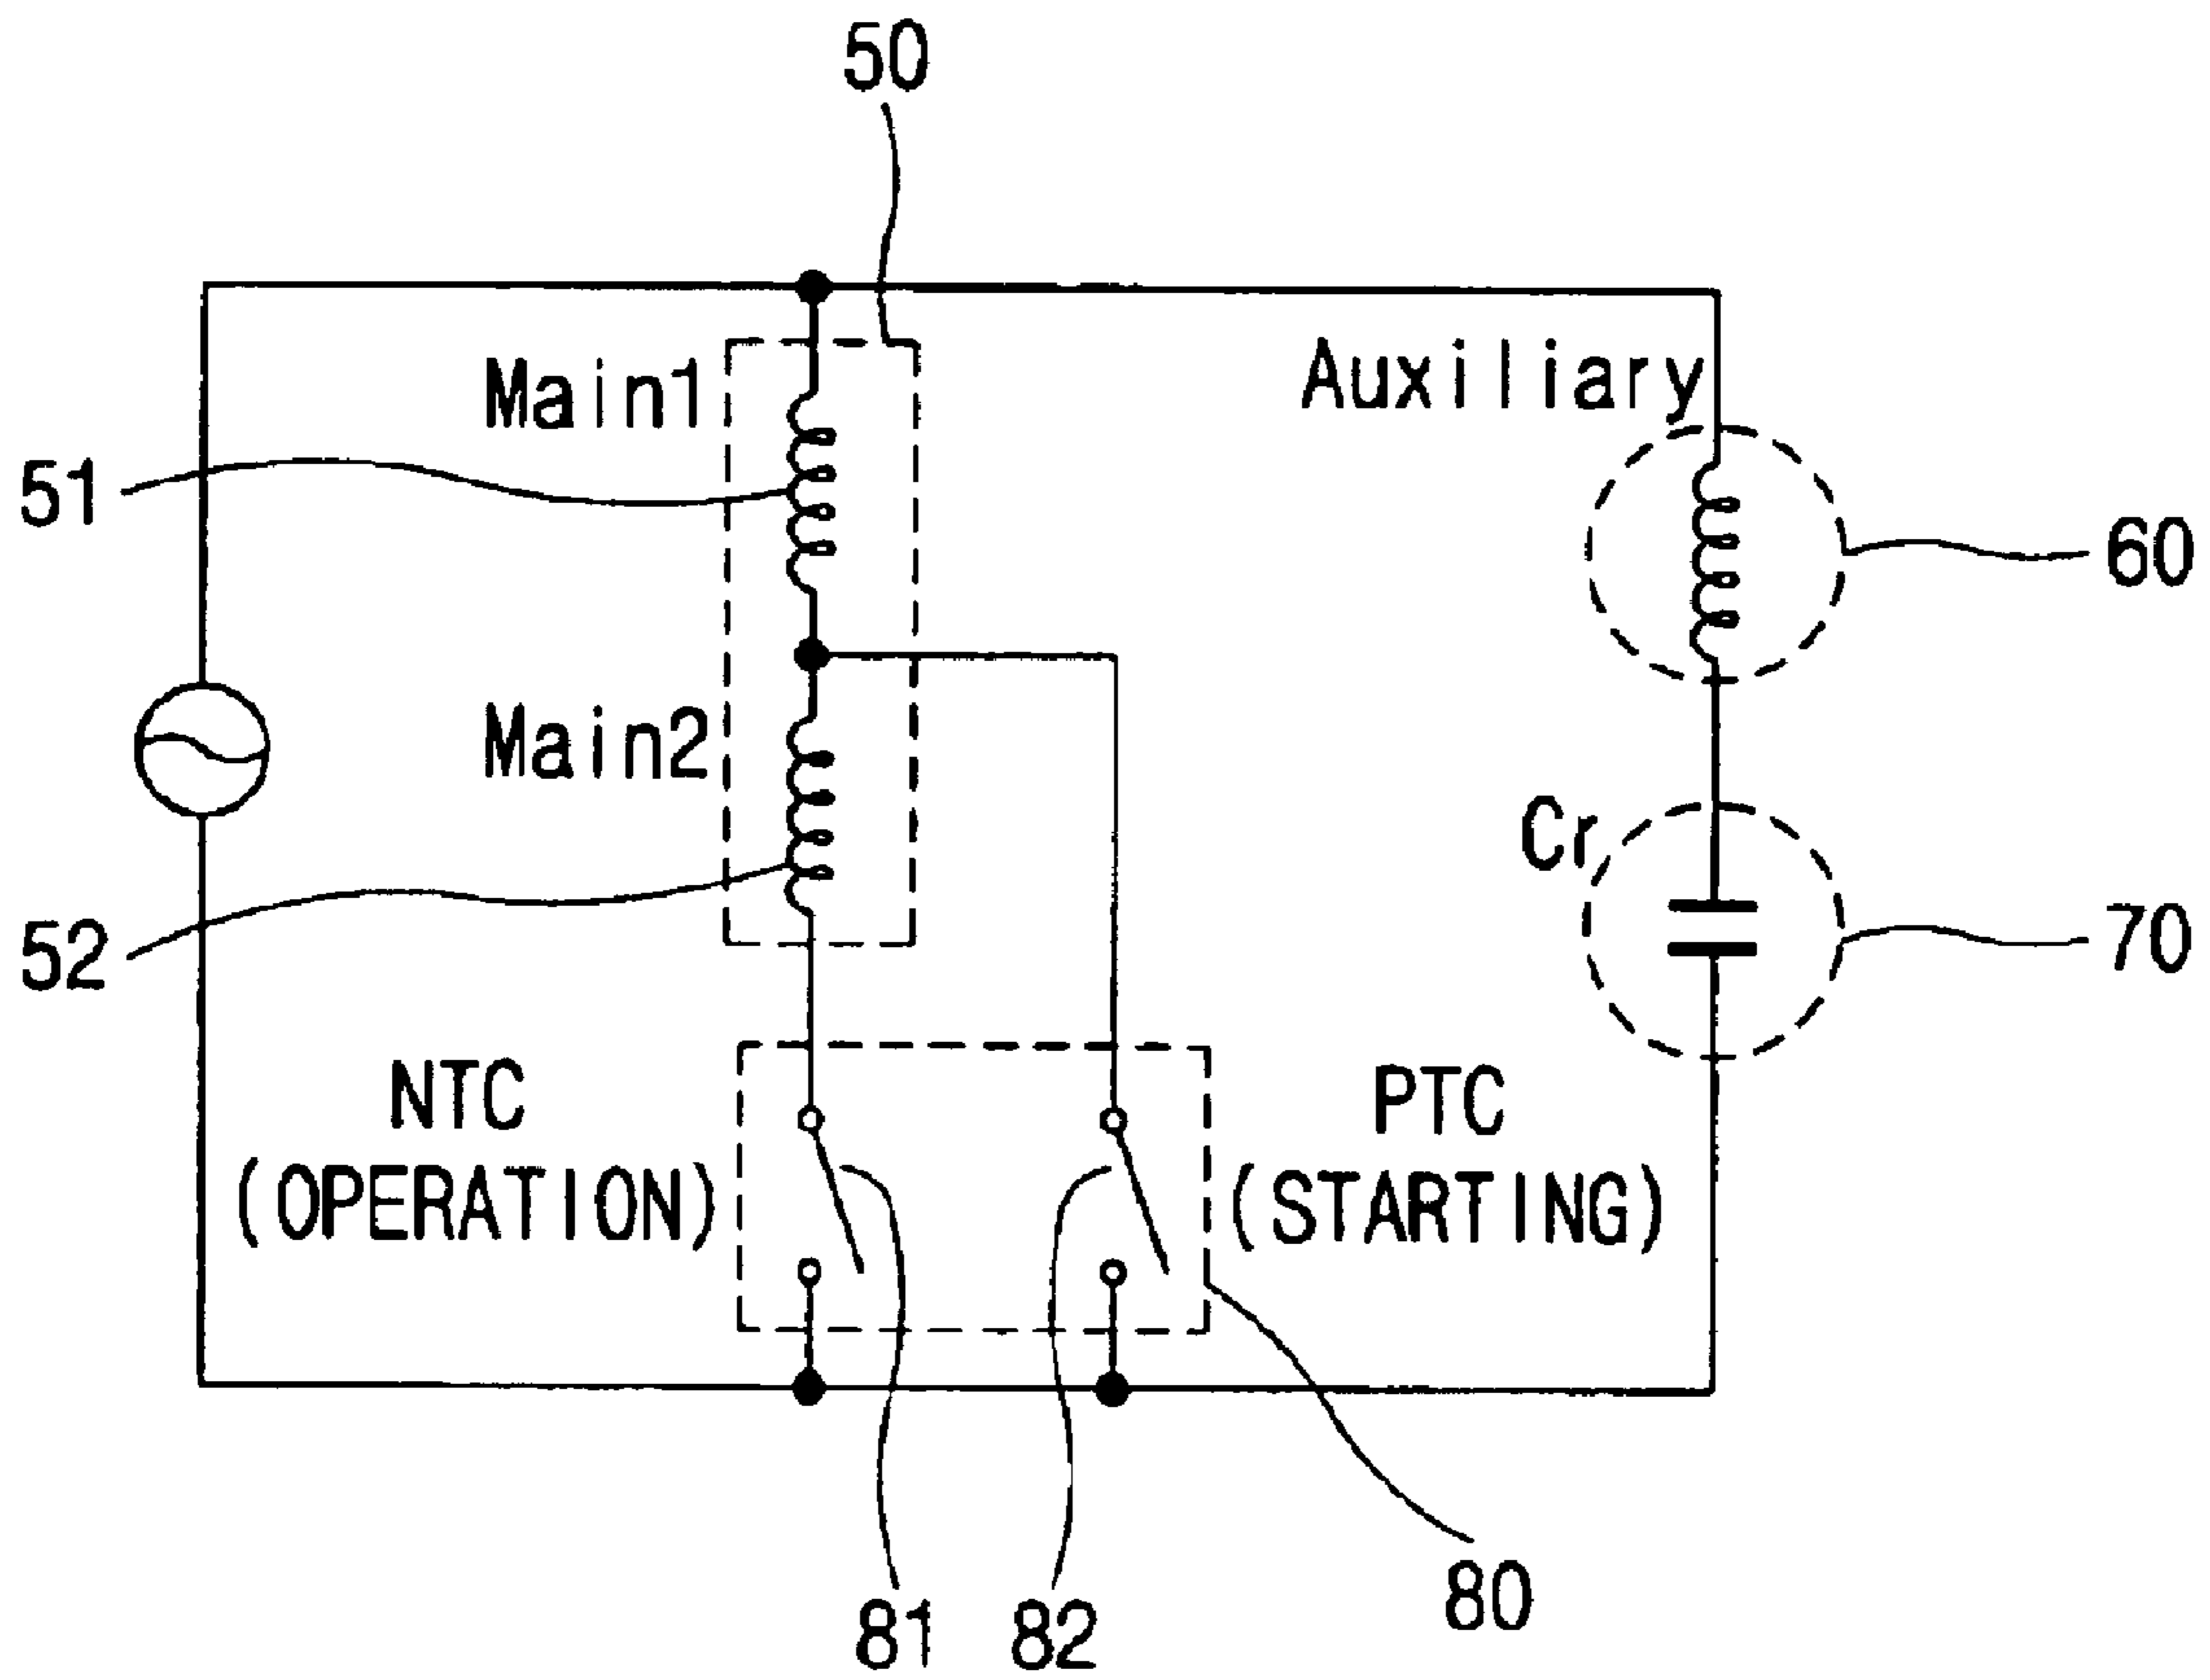 50
Main1
Auxiliary
51
60
Main2
Cr
52
70
NTC
(OPERATION)
PTC
(STARTING)
80
81
82